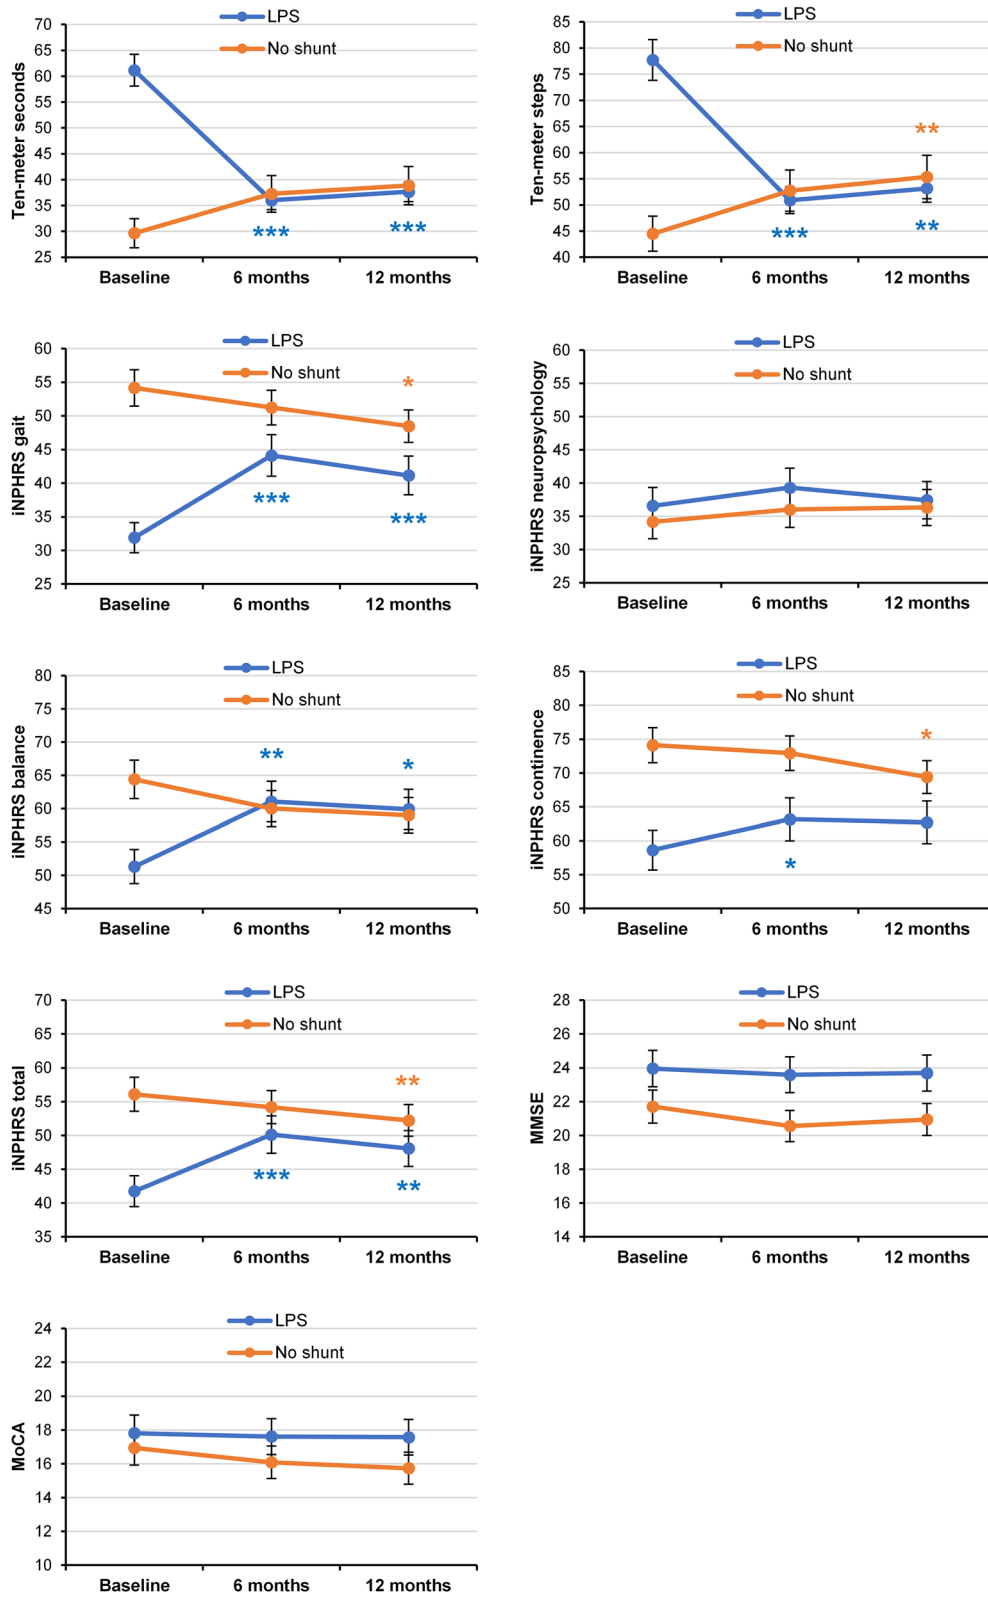 Ten-meter seconds
LPS
No shunt
70
65
60
55
50
45
40
35
30
25
***
***
Baseline
6 months
12 months
Ten-meter steps
LPS
No shunt
85
80
75
70
65
60
55
50
45
40
**
***
**
Baseline
6 months
12 months
iNPHRS gait
LPS
No shunt
60
55
50
45
40
35
30
25
*
***
***
Baseline
6 months
12 months
iNPHRS neuropsychology
LPS
No shunt
60
55
50
45
40
35
30
25
Baseline
6 months
12 months
iNPHRS balance
LPS
No shunt
80
75
70
65
60
55
50
45
**
*
Baseline
6 months
12 months
iNPHRS continence
LPS
No shunt
85
80
75
70
65
60
55
50
*
*
Baseline
6 months
12 months
iNPHRS total
LPS
No shunt
70
65
60
55
50
45
40
35
**
***
**
Baseline
6 months
12 months
MMSE
LPS
No shunt
28
26
24
22
20
18
16
14
Baseline
6 months
12 months
MoCA
LPS
No shunt
24
22
20
18
16
14
12
10
Baseline
6 months
12 months